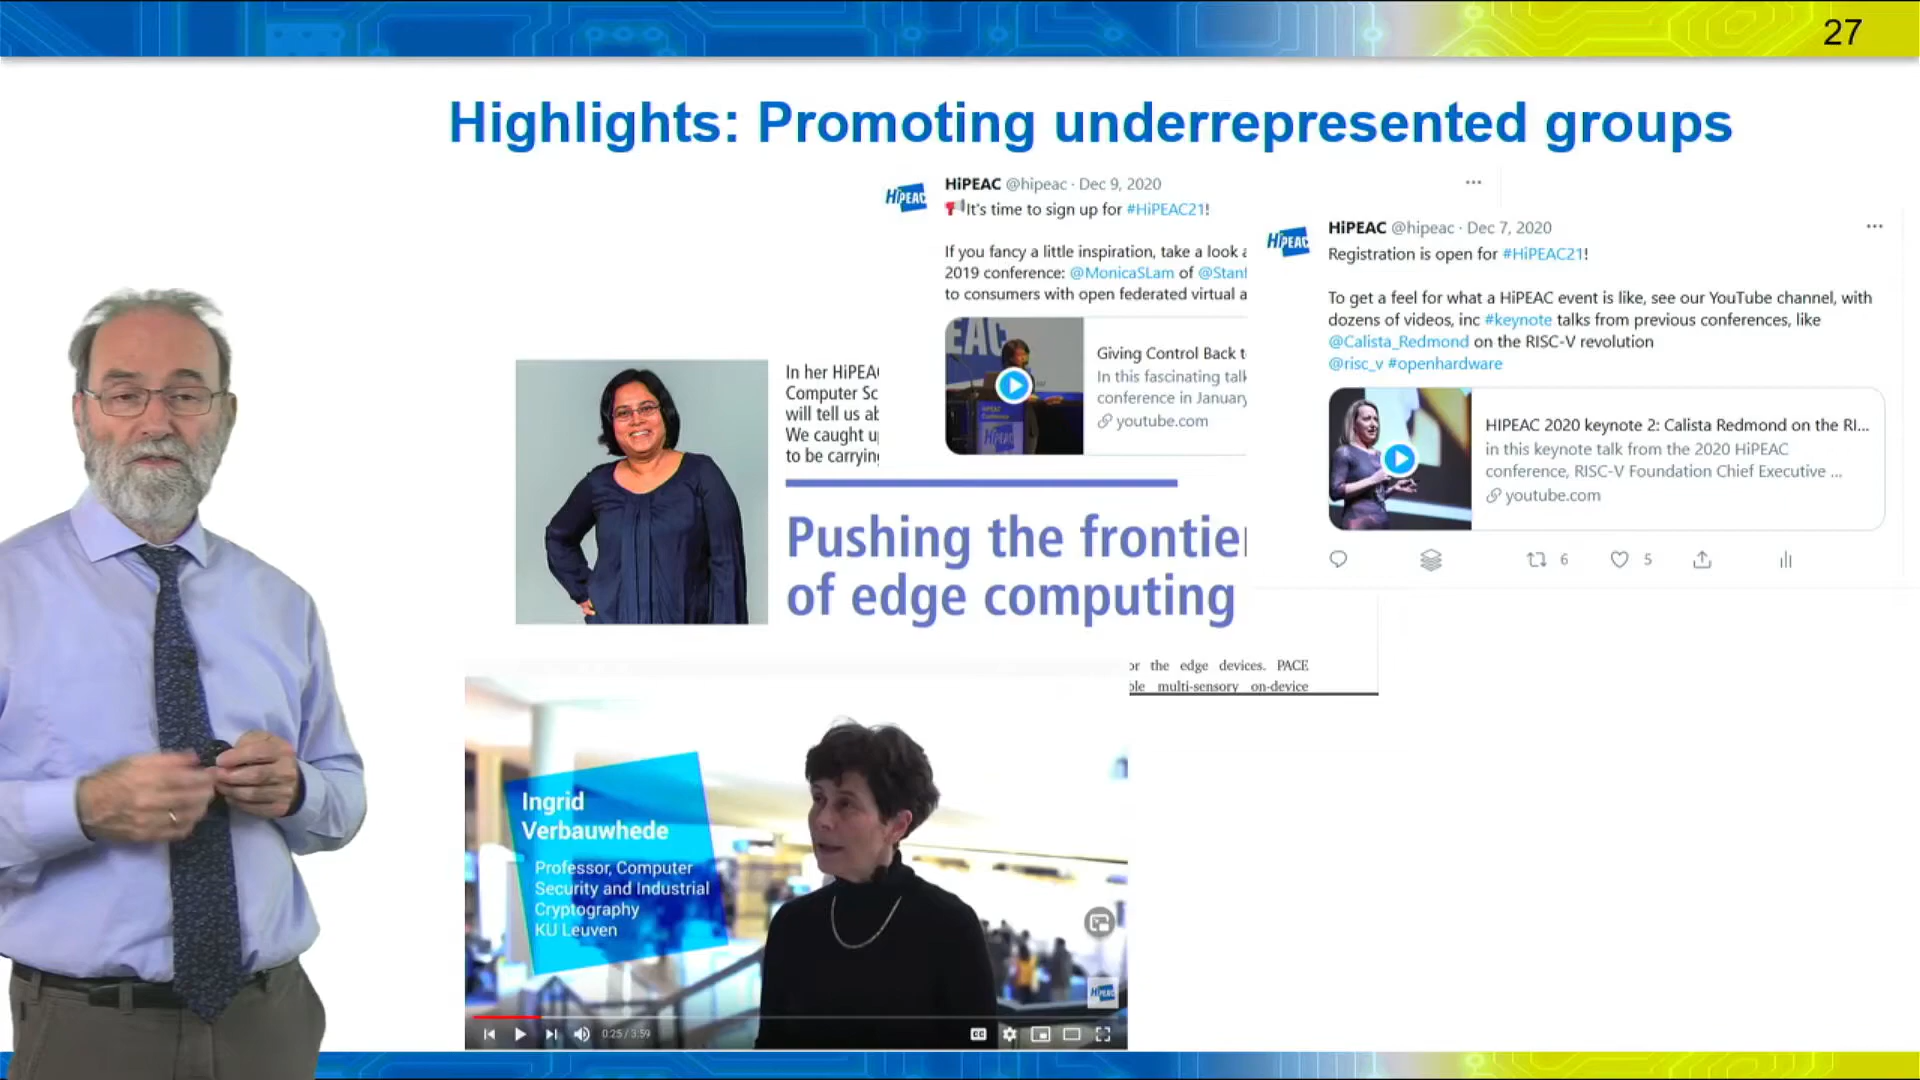 27
Highlights: Promoting underrepresented groups
HiPEAC @hipeac · Dec 9, 2020
It's time to sign up for #HiPEAC21!
If you fancy a little inspiration, take a look a
2019 conference: @MonicaSLam of @Stanf
to consumers with open federated virtual a
Giving Control Back t
In this fascinating talk
conference in January
youtube.com
HiPEAC @hipeac · Dec 7, 2020
Registration is open for #HiPEAC21!
To get a feel for what a HiPEAC event is like, see our YouTube channel, with
dozens of videos, inc #keynote talks from previous conferences, like
@Calista_Redmond on the RISC-V revolution
@risc_v #openhardware
HIPEAC 2020 keynote 2: Calista Redmond on the RI...
in this keynote talk from the 2020 HiPEAC
conference, RISC-V Foundation Chief Executive ...
youtube.com
6 5
In her HiPEA
Computer Sc
will tell us ab
We caught u
to be carrying
Pushing the frontie
of edge computing
or the edge devices. PACE
ble multi-sensory on-device
Ingrid
Verbauwhede
Professor, Computer
Security and Industrial
Cryptography
KU Leuven
HiPEAC
0:25 / 3:59